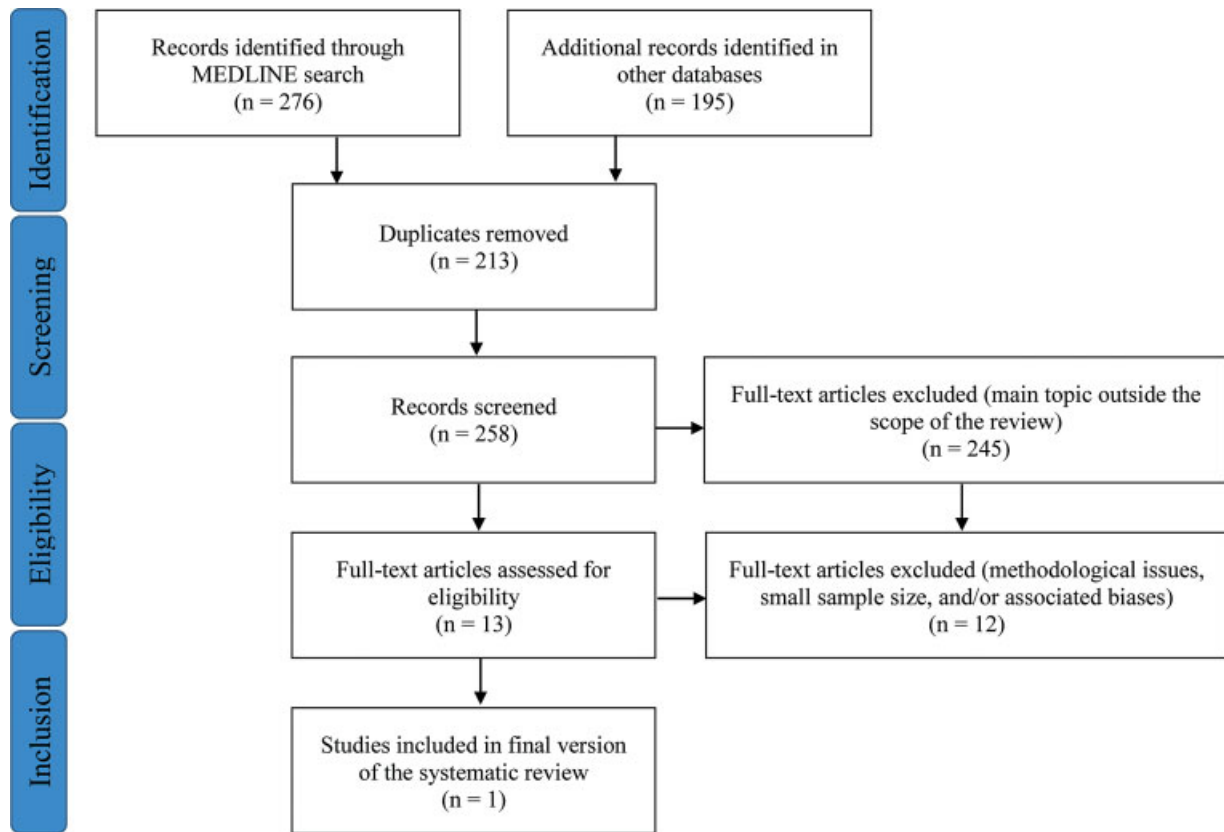 Identification
Records identified through
MEDLINE search
(n = 276)
Additional records identified in
other databases
(n = 195)
Screening
Duplicates removed
(n = 213)
Records screened
(n = 258)
Full-text articles excluded (main topic outside the
scope of the review)
(n = 245)
Eligibility
Full-text articles assessed for
eligibility
(n = 13)
Full-text articles excluded (methodological issues,
small sample size, and/or associated biases)
(n = 12)
Inclusion
Studies included in final version
of the systematic review
(n = 1)